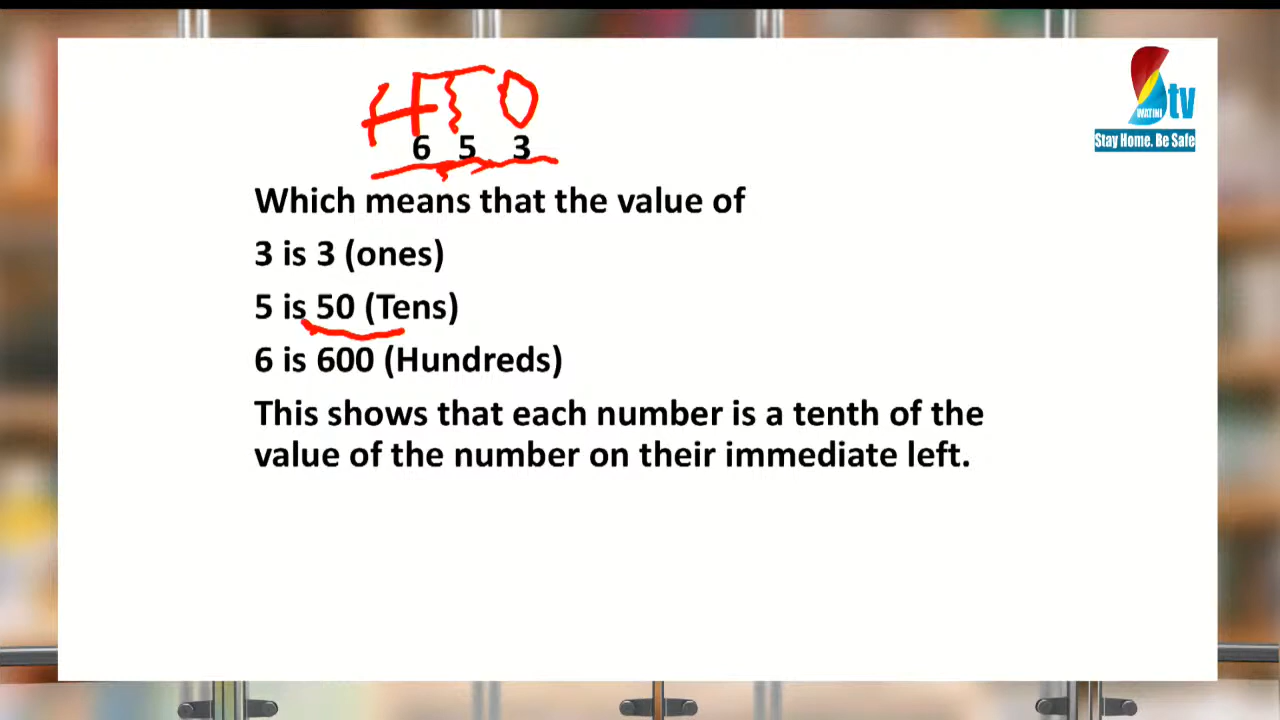 H T O
6 5 3
Which means that the value of
3 is 3 (ones)
5 is 50 (Tens)
6 is 600 (Hundreds)
This shows that each number is a tenth of the
value of the number on their immediate left.
tv
WATINI
Stay Home. Be Safe